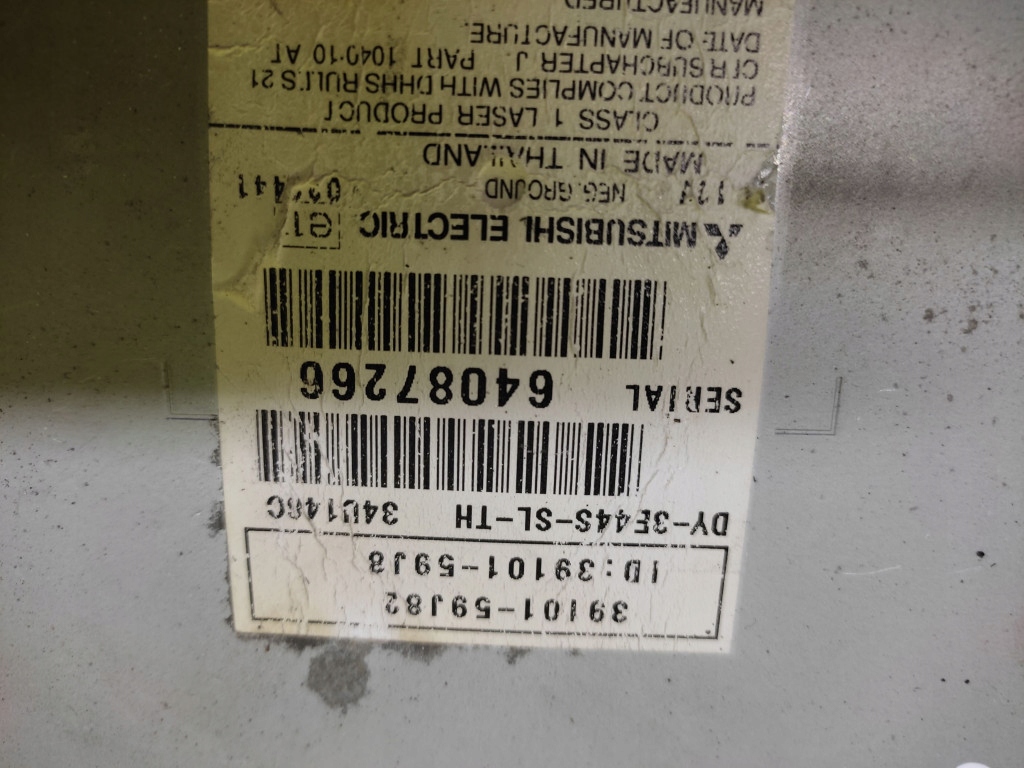 39101-59J82
ID:39101-59J8
DY-3E44S-SL-TH 34U146C
SERIAL 64087266
MITSUBISHI ELECTRIC e1
12V NEG. GROUND
MADE IN THAILAND
CLASS 1 LASER PRODUCT
PRODUCT COMPLIES WITH DHHS RULES 21
CFR SUBCHAPTER J, PART 1040·10 AT
DATE OF MANUFACTURE.
MANUFACTURED